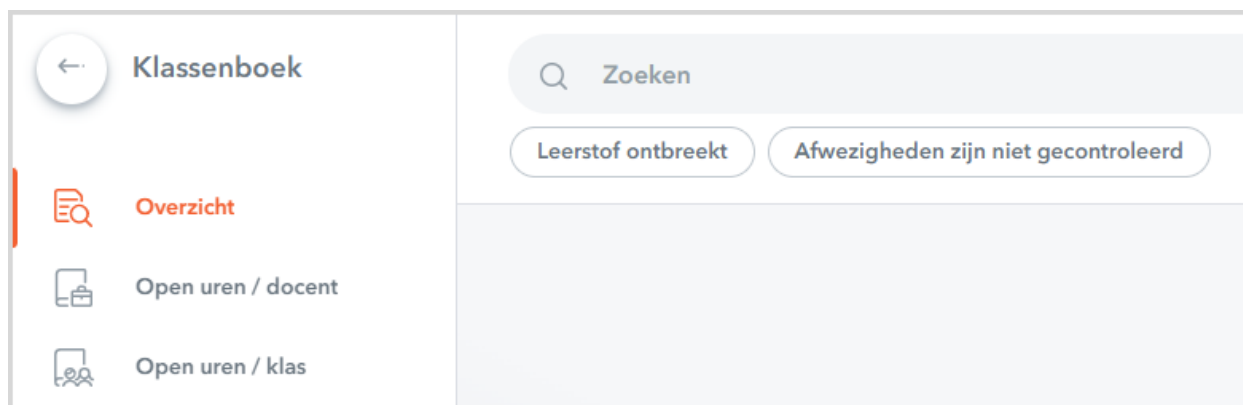 Klassenboek
Zoeken
Leerstof ontbreekt
Afwezigheden zijn niet gecontroleerd
Overzicht
Open uren / docent
Open uren / klas